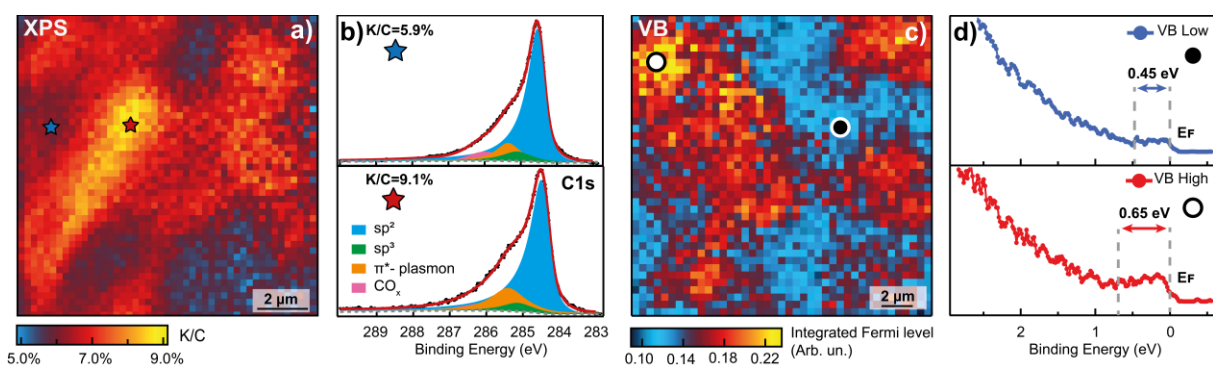 XPS
a)
2 µm
5.0% 7.0% 9.0%
K/C
b)
K/C=5.9%
K/C=9.1%
C1s
sp²
sp³
π*- plasmon
COₓ
289 288 287 286 285 284 283
Binding Energy (eV)
VB
c)
2 µm
0.10 0.14 0.18 0.22
Integrated Fermi level
(Arb. un.)
d)
VB Low
0.45 eV
EF
VB High
0.65 eV
EF
2 1 0
Binding Energy (eV)